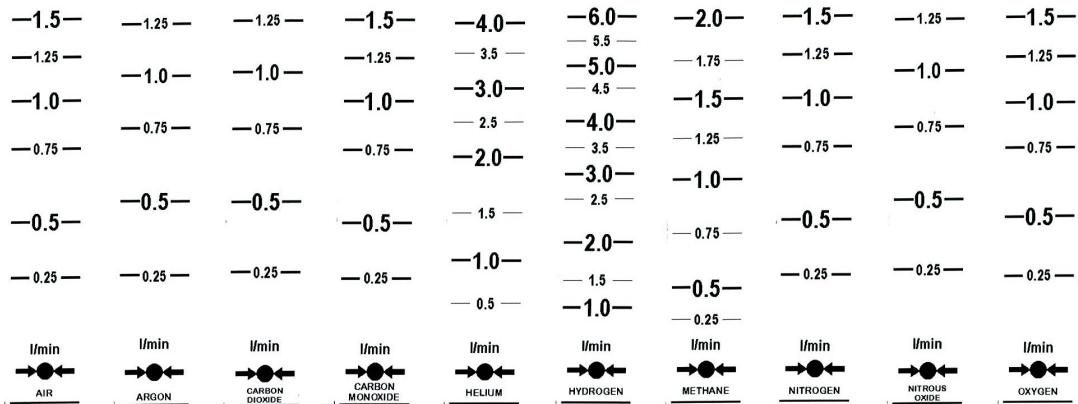 1.5
1.25
1.0
0.75
0.5
0.25
l/min
AIR
1.25
1.0
0.75
0.5
0.25
l/min
ARGON
1.25
1.0
0.75
0.5
0.25
l/min
CARBON
DIOXIDE
1.5
1.25
1.0
0.75
0.5
0.25
l/min
CARBON
MONOXIDE
4.0
3.5
3.0
2.5
2.0
1.5
1.0
0.5
l/min
HELIUM
6.0
5.5
5.0
4.5
4.0
3.5
3.0
2.5
2.0
1.5
1.0
l/min
HYDROGEN
2.0
1.75
1.5
1.25
1.0
0.75
0.5
0.25
l/min
METHANE
1.5
1.25
1.0
0.75
0.5
0.25
l/min
NITROGEN
1.25
1.0
0.75
0.5
0.25
l/min
NITROUS
OXIDE
1.5
1.25
1.0
0.75
0.5
0.25
l/min
OXYGEN